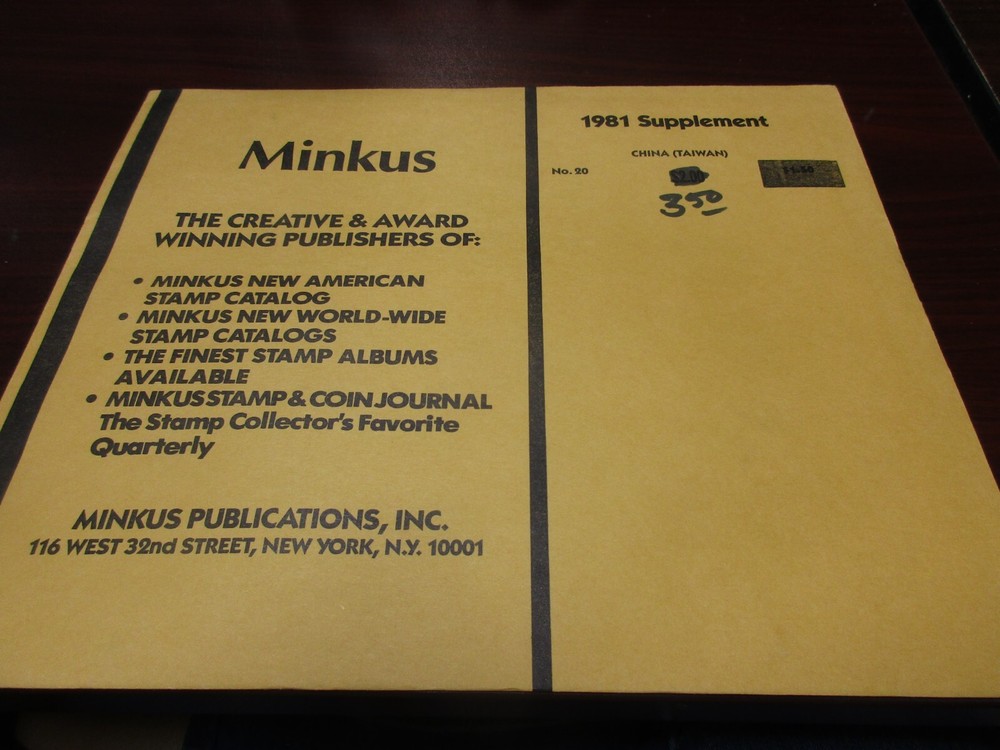 Minkus
THE CREATIVE & AWARD
WINNING PUBLISHERS OF:
• MINKUS NEW AMERICAN
STAMP CATALOG
• MINKUS NEW WORLD-WIDE
STAMP CATALOGS
• THE FINEST STAMP ALBUMS
AVAILABLE
• MINKUS STAMP & COIN JOURNAL
The Stamp Collector's Favorite
Quarterly
MINKUS PUBLICATIONS, INC.
116 WEST 32nd STREET, NEW YORK, N.Y. 10001
1981 Supplement
CHINA (TAIWAN)
No. 20
350